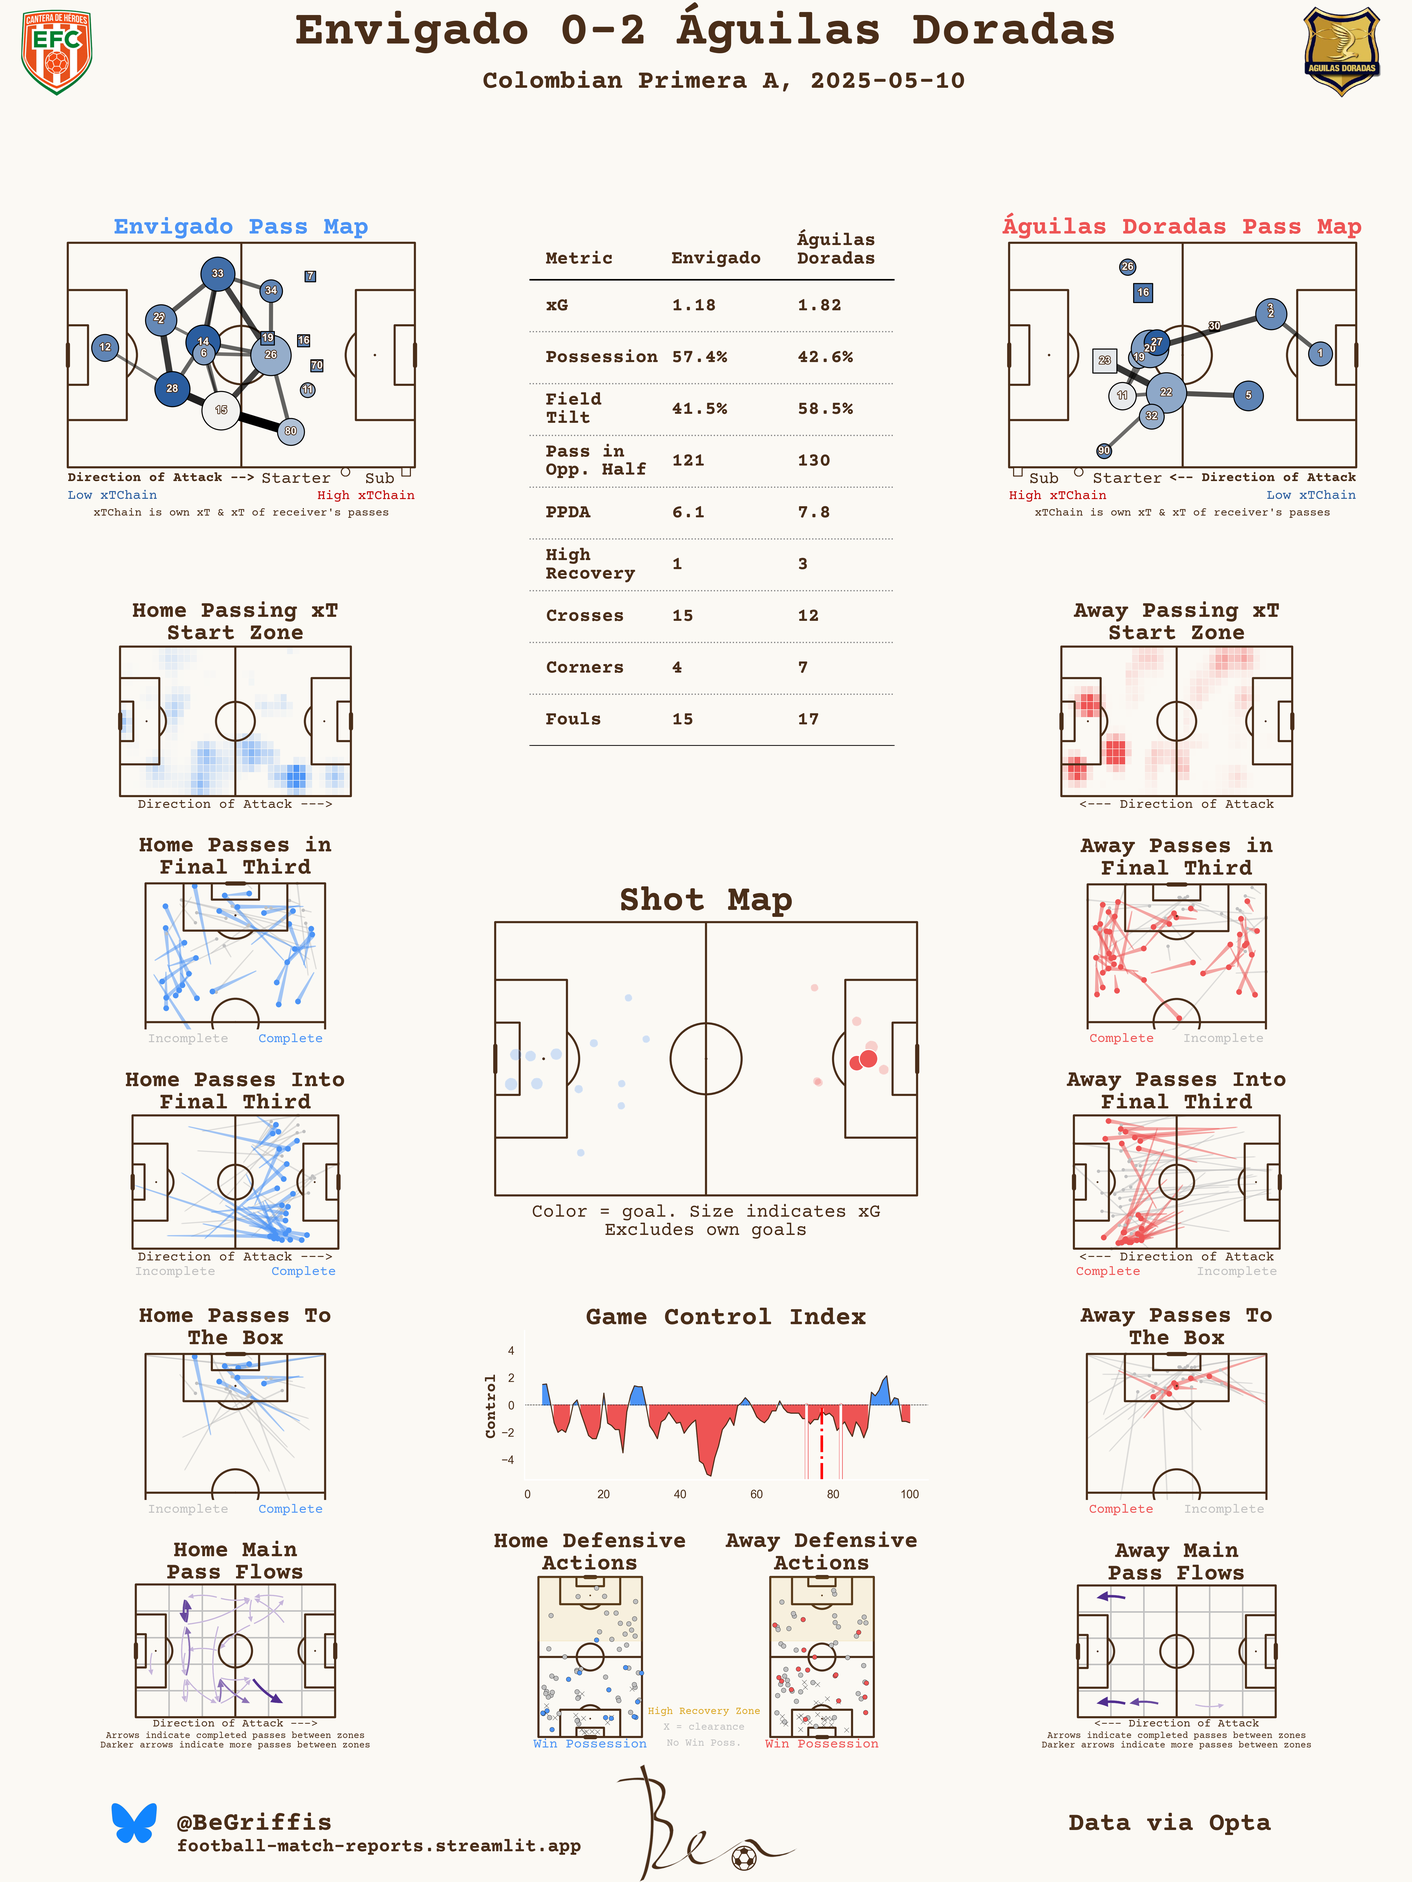 CANTERA DE HÉROES
EFC
Envigado 0-2 Águilas Doradas
Colombian Primera A, 2025-05-10
AGUILAS DORADAS
Envigado Pass Map
33
7
34
2
12
14
19
16
6
26
70
28
11
15
80
Direction of Attack --> Starter Sub
Low xTChain High xTChain
xTChain is own xT & xT of receiver's passes
Metric Envigado Águilas Doradas
xG 1.18 1.82
Possession 57.4% 42.6%
Field Tilt 41.5% 58.5%
Pass in Opp. Half 121 130
PPDA 6.1 7.8
High Recovery 1 3
Crosses 15 12
Corners 4 7
Fouls 15 17
Águilas Doradas Pass Map
26
16
3
2
30
27
20
19
23
1
11
22
5
32
90
Sub Starter <-- Direction of Attack
High xTChain Low xTChain
xTChain is own xT & xT of receiver's passes
Home Passing xT
Start Zone
Direction of Attack --->
Away Passing xT
Start Zone
<--- Direction of Attack
Home Passes in
Final Third
Incomplete Complete
Away Passes in
Final Third
Complete Incomplete
Shot Map
Color = goal. Size indicates xG
Excludes own goals
Home Passes Into
Final Third
Direction of Attack --->
Incomplete Complete
Away Passes Into
Final Third
<--- Direction of Attack
Complete Incomplete
Home Passes To
The Box
Incomplete Complete
Game Control Index
Control
4
2
0
−2
−4
0 20 40 60 80 100
Away Passes To
The Box
Complete Incomplete
Home Main
Pass Flows
Direction of Attack --->
Arrows indicate completed passes between zones
Darker arrows indicate more passes between zones
Home Defensive
Actions
Win Possession
High Recovery Zone
X = clearance
No Win Poss.
Away Defensive
Actions
Win Possession
Away Main
Pass Flows
<--- Direction of Attack
Arrows indicate completed passes between zones
Darker arrows indicate more passes between zones
@BeGriffis
football-match-reports.streamlit.app
Ben
Data via Opta